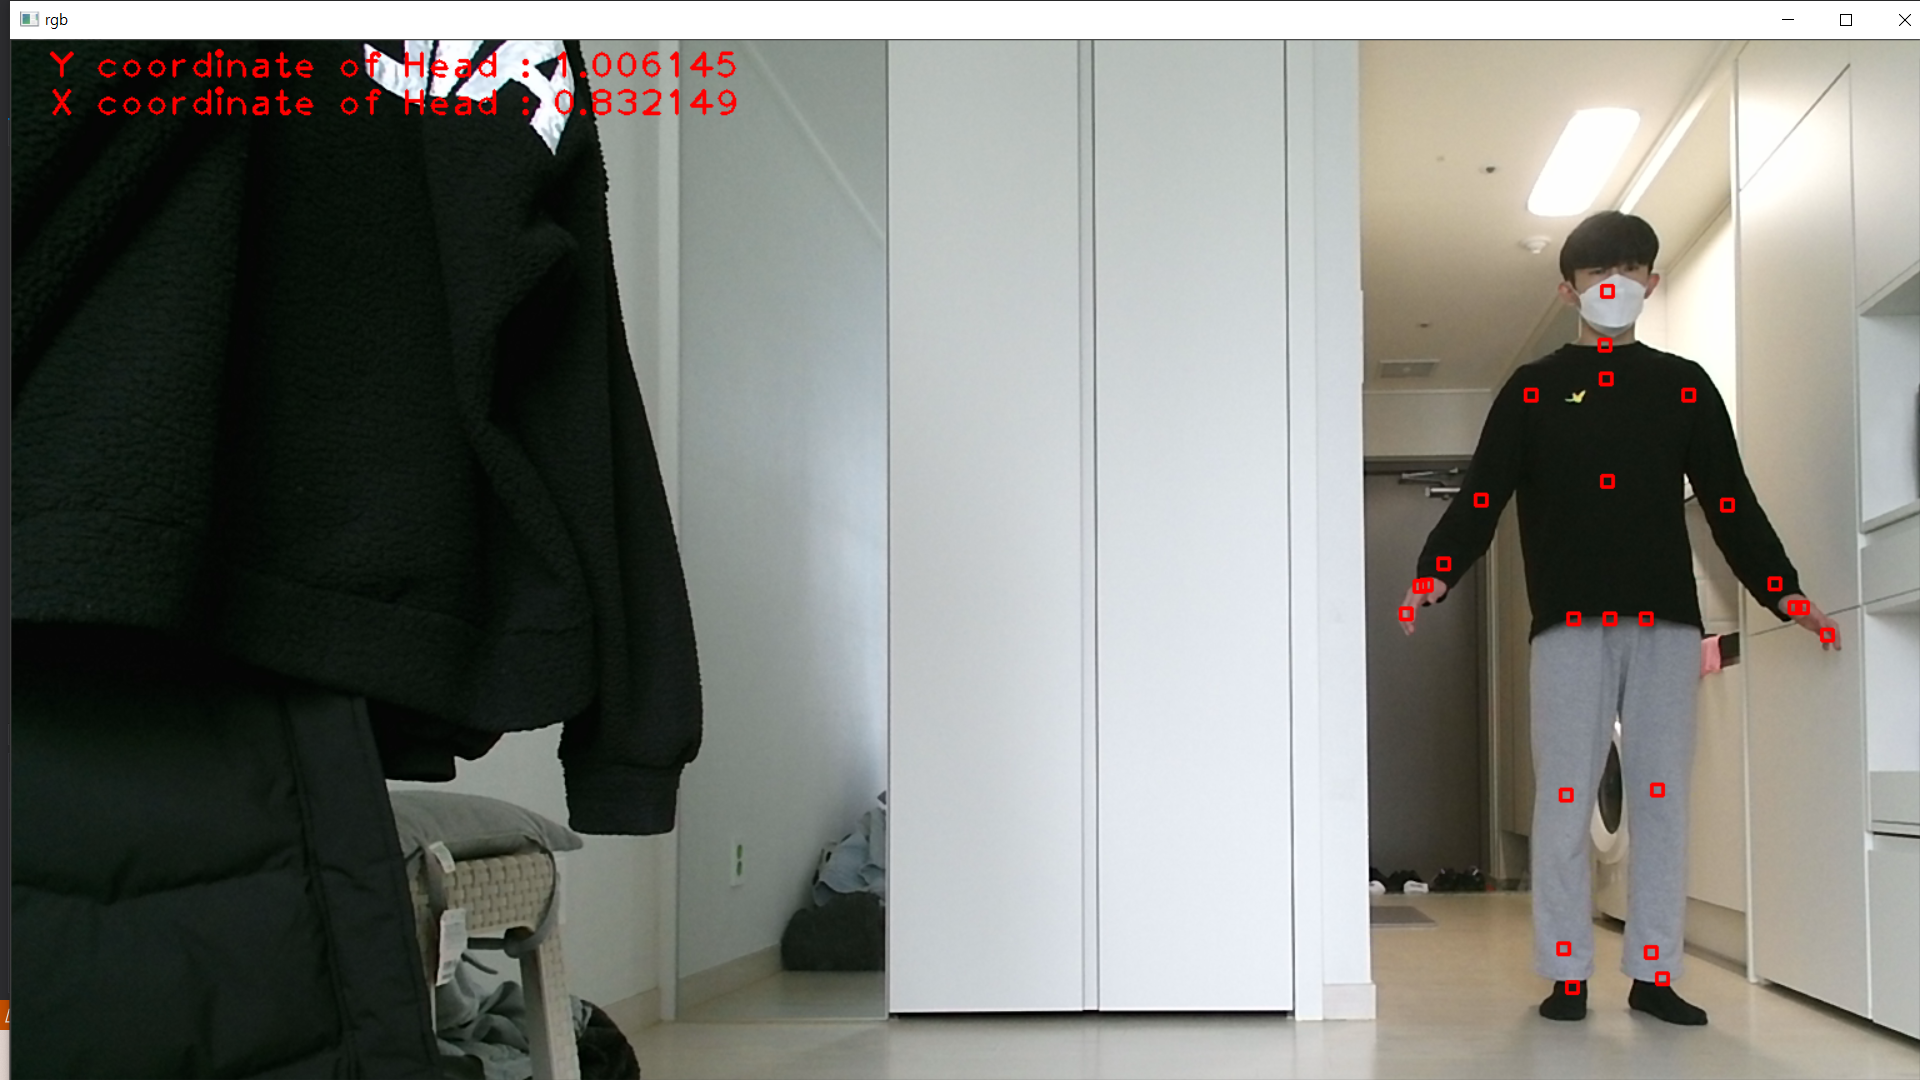 rgb
Y coordinate of Head : 1.006145
X coordinate of Head : 0.832149